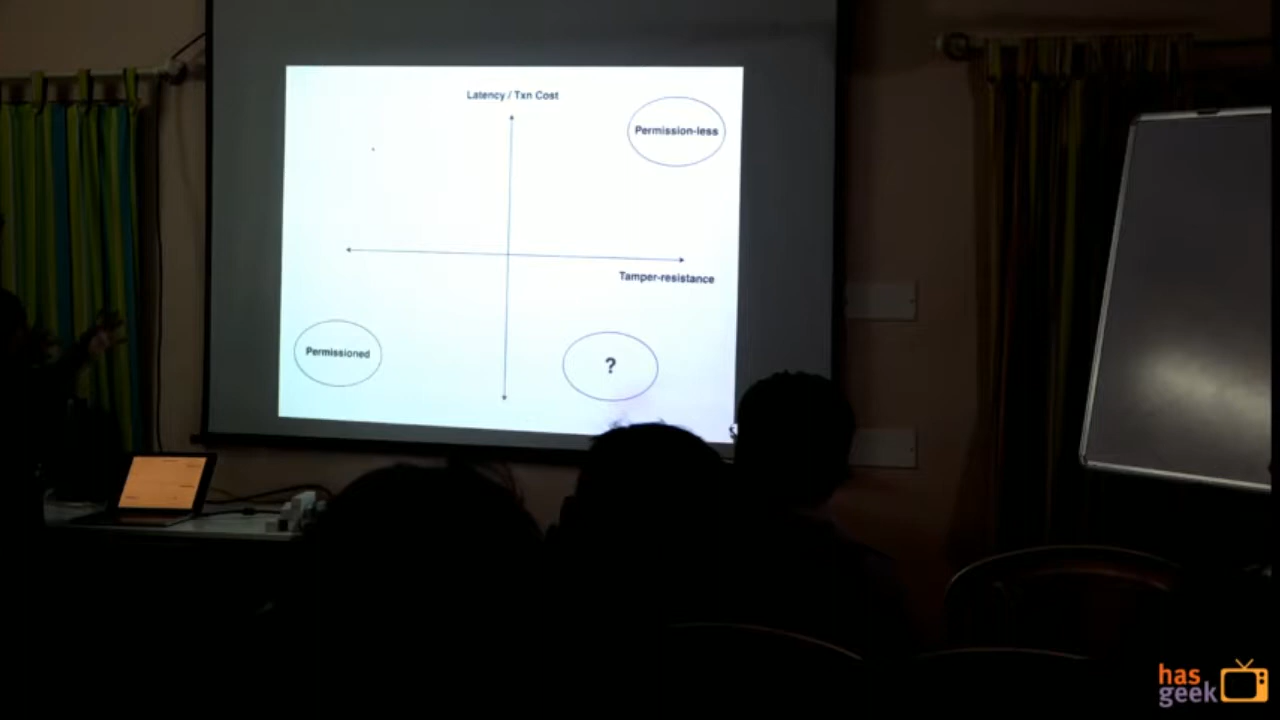 Latency / Txn Cost
Permission-less
Tamper-resistance
Permissioned
?
has
geek